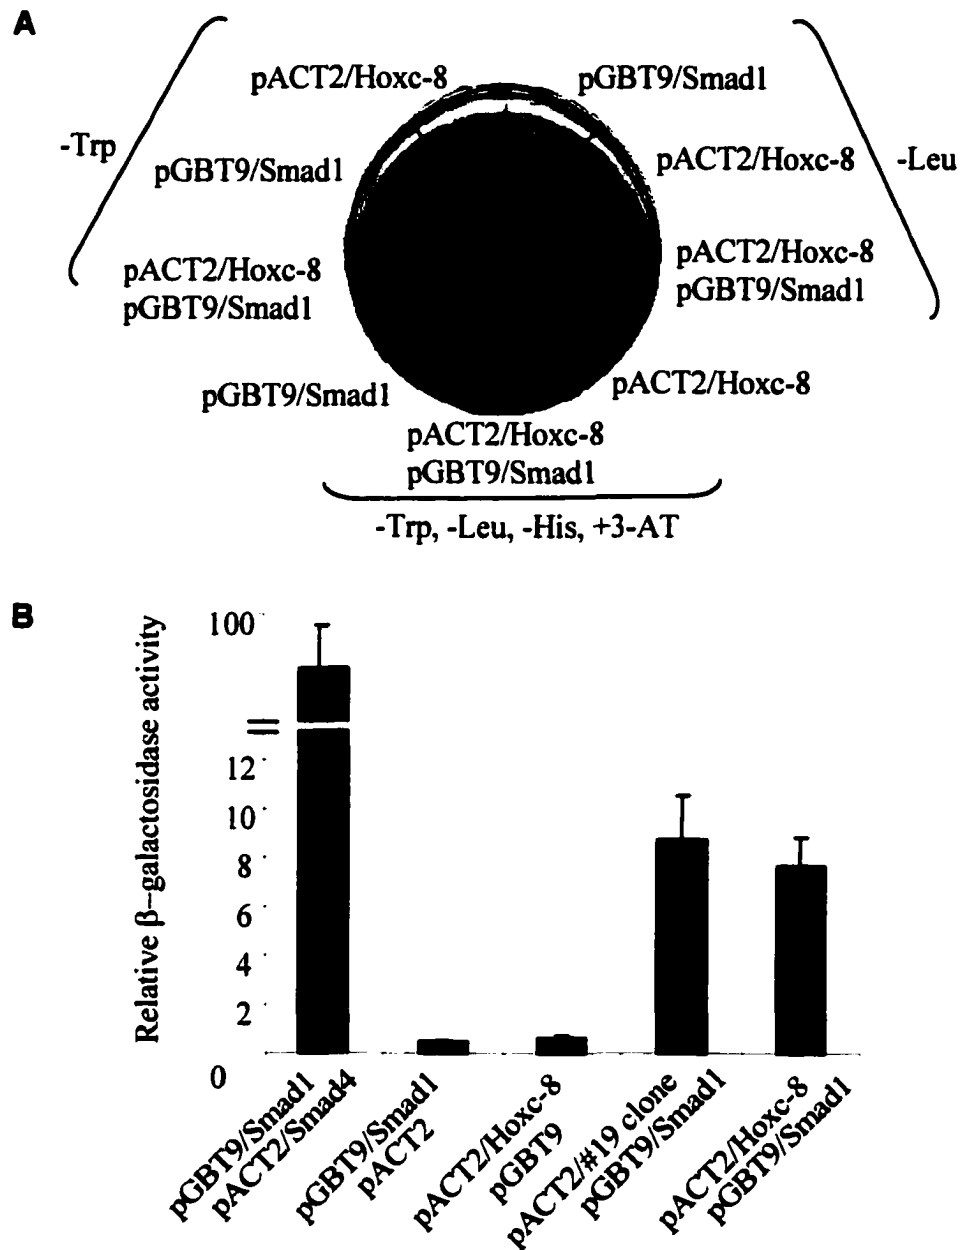 A
pACT2/Hoxc-8
pGBT9/Smad1
-Trp
pGBT9/Smad1
pACT2/Hoxc-8
-Leu
pACT2/Hoxc-8
pGBT9/Smad1
pACT2/Hoxc-8
pGBT9/Smad1
pGBT9/Smad1
pACT2/Hoxc-8
pACT2/Hoxc-8
pGBT9/Smad1
-Trp, -Leu, -His, +3-AT
B
Relative β-galactosidase activity
100
12
10
8
6
4
2
0
pGBT9/Smad1
pACT2/Smad4
pGBT9/Smad1
pACT2
pACT2/Hoxc-8
pGBT9
pACT2/#19 clone
pGBT9/Smad1
pACT2/Hoxc-8
pGBT9/Smad1